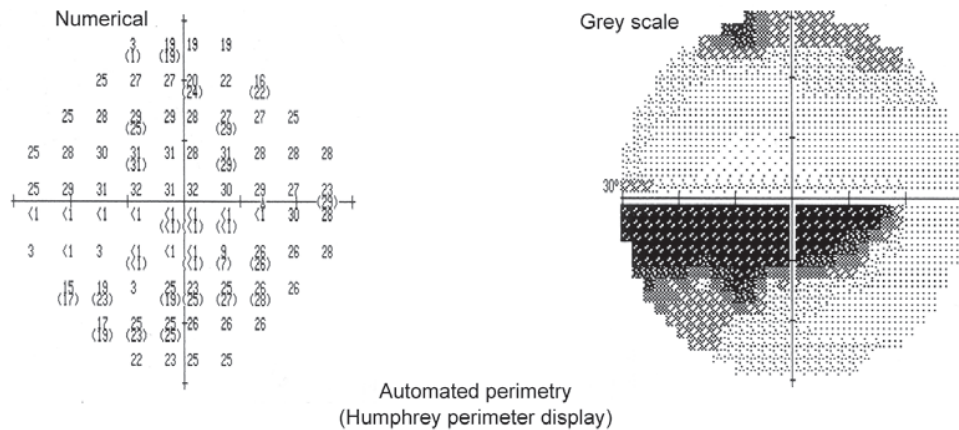 Numerical
Grey scale
3 19 19 19
(1) (19)
25 27 27 20 22 16
(24) (22)
25 28 29 29 28 27 27 25
(25) (29)
25 28 30 31 31 28 31 28 28 28
(31) (29)
25 29 31 32 31 32 30 29 27 23
(29)
30°
<1 <1 <1 <1 <1 <1 <1 <1 30 28
(<1) (<1) (<1)
3 <1 3 <1 <1 <1 9 26 26 28
(<1) (<1) (7) (26)
15 19 3 25 23 25 26 26
(17) (23) (19) (25) (27) (28)
17 25 25 26 26 26
(19) (23) (25)
22 23 25 25
Automated perimetry
(Humphrey perimeter display)